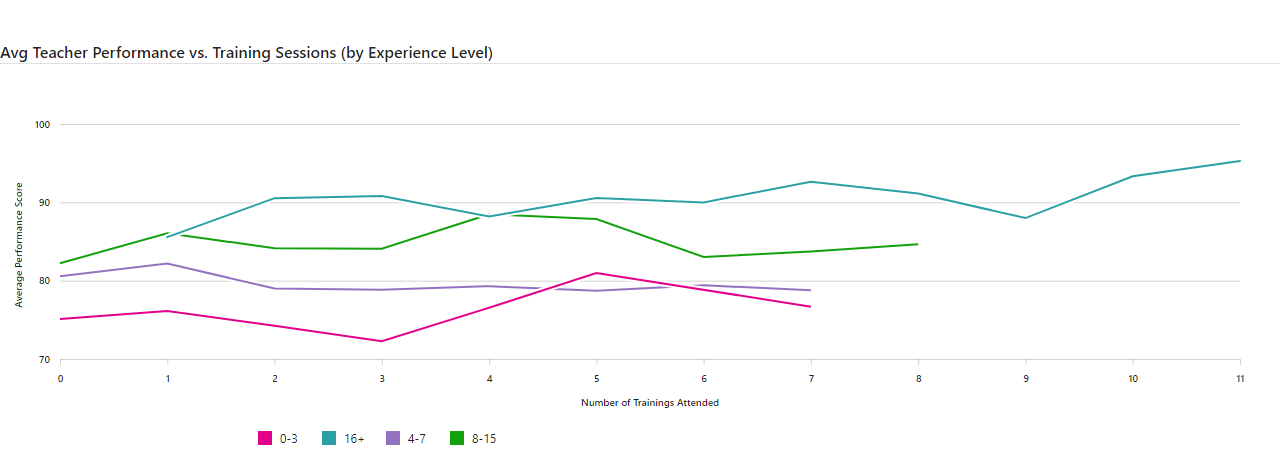 Avg Teacher Performance vs. Training Sessions (by Experience Level)
Average Performance Score
100
90
80
70
0 1 2 3 4 5 6 7 8 9 10 11
Number of Trainings Attended
0-3 16+ 4-7 8-15